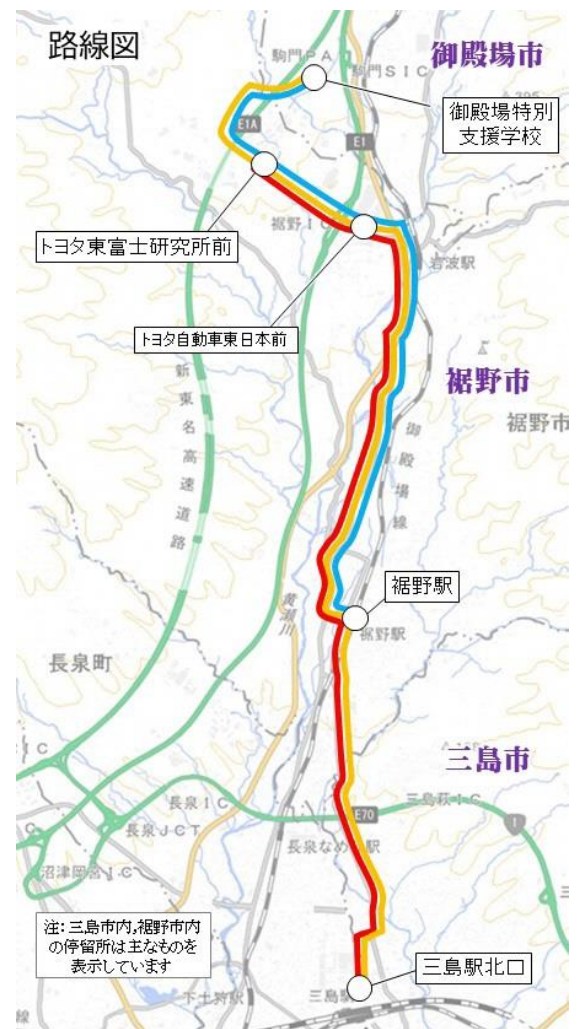 路線図
駒門PA
駒門SIC
御殿場市
御殿場特別
支援学校
E1A
E1
トヨタ東富士研究所前
裾野IC
岩波駅
トヨタ自動車東日本前
裾野市
裾野市
新東名高速道路
御殿場線
裾野駅
裾野駅
黄瀬川
長泉町
三島市
長泉IC
E70
三島萩IC
1
長泉JCT
長泉なめ
駅
沼津岡宮IC
注:三島市内,裾野市内
の停留所は主なものを
表示しています
三島駅北口
下土狩駅
三島駅